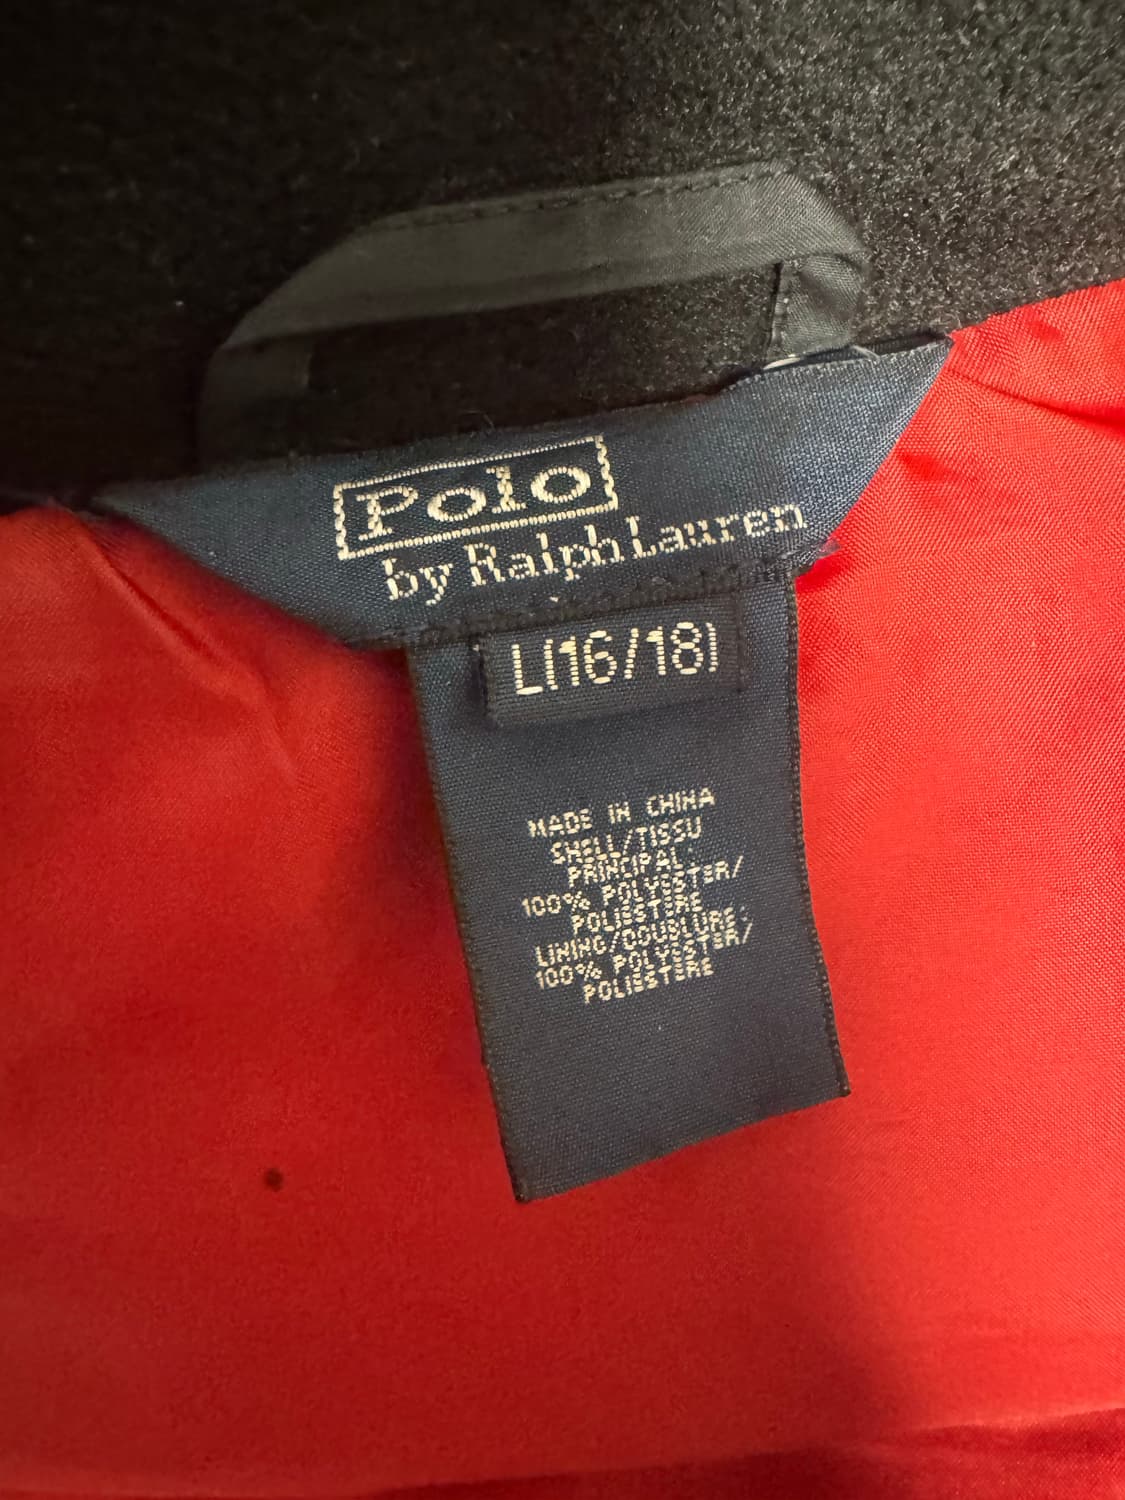 Polo
by Ralph Lauren
L(16/18)
MADE IN CHINA
SHELL/TISSU
PRINCIPAL:
100% POLYESTER/
POLIESTERE
LINING/DOUBLURE:
100% POLYESTER/
POLIESTERE